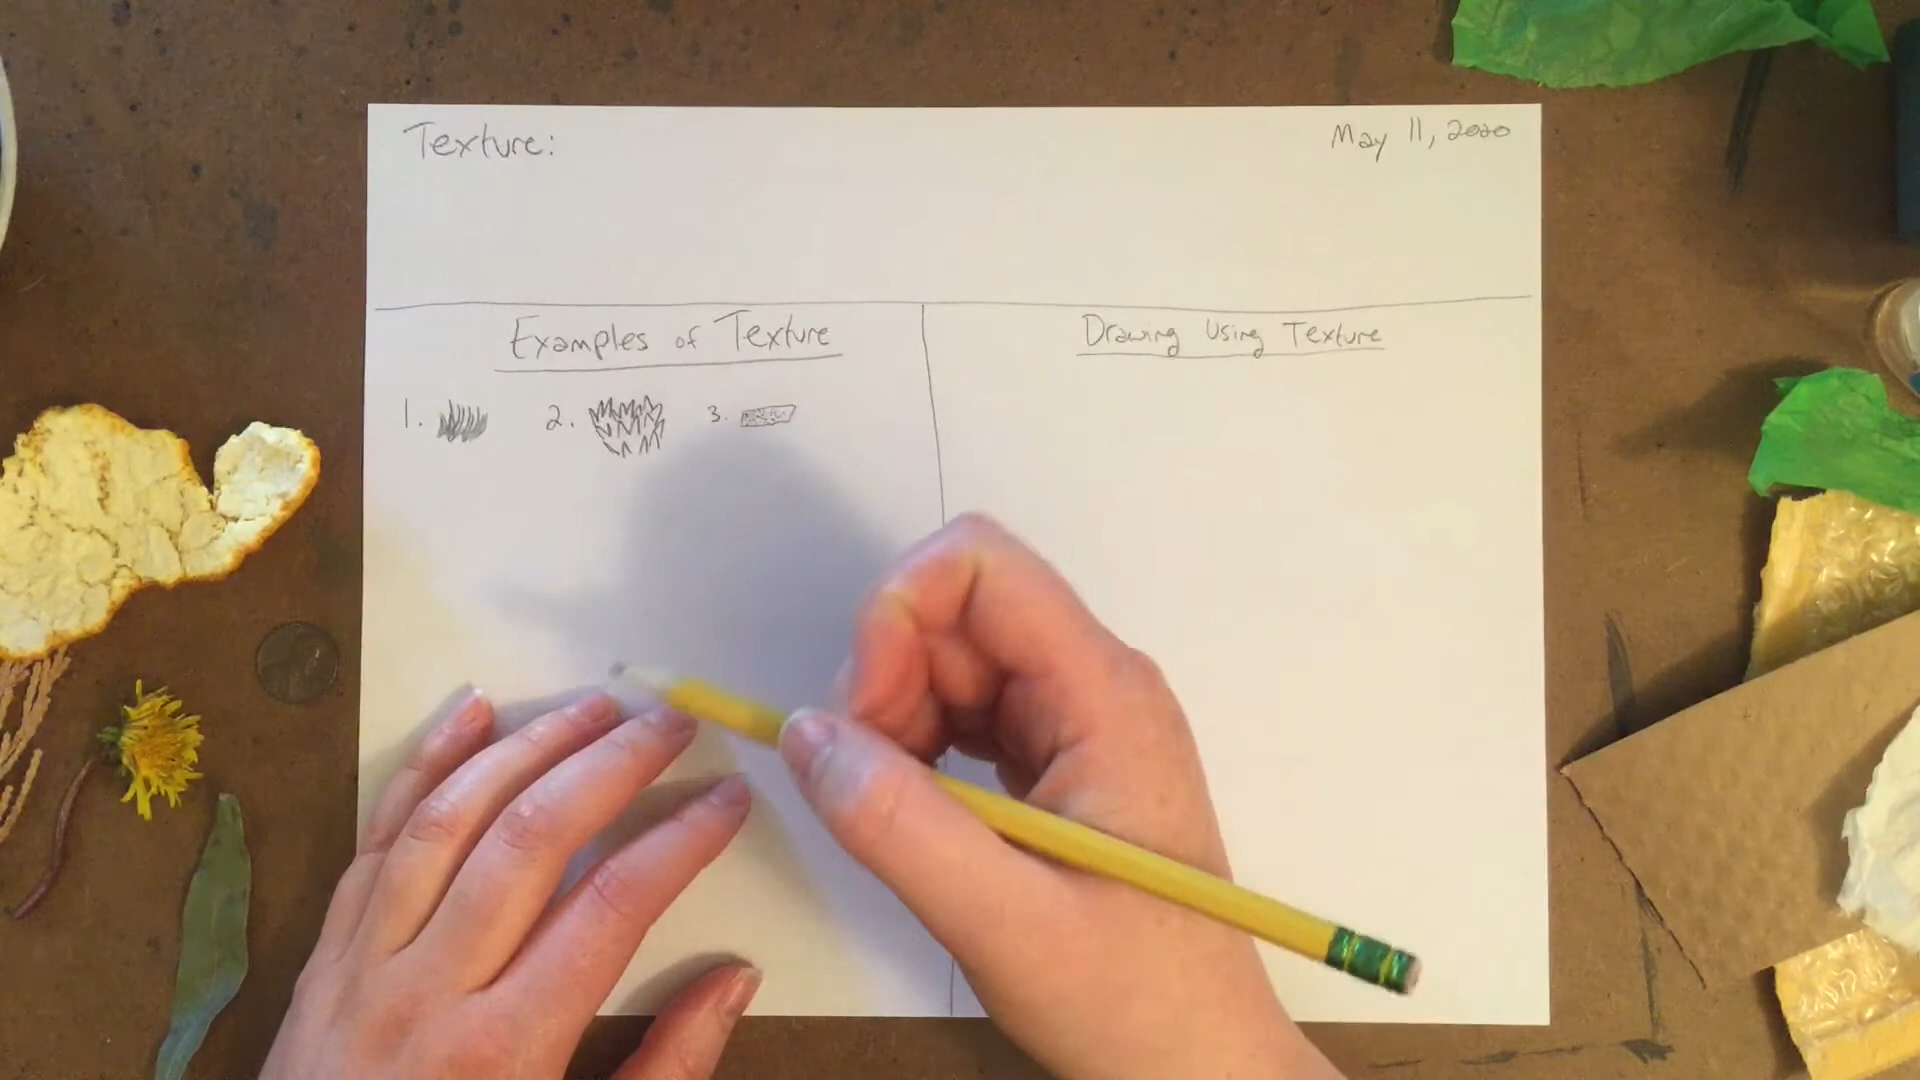 Texture:
May 11, 2020
Examples of Texture
Drawing Using Texture
1.
2.
3.